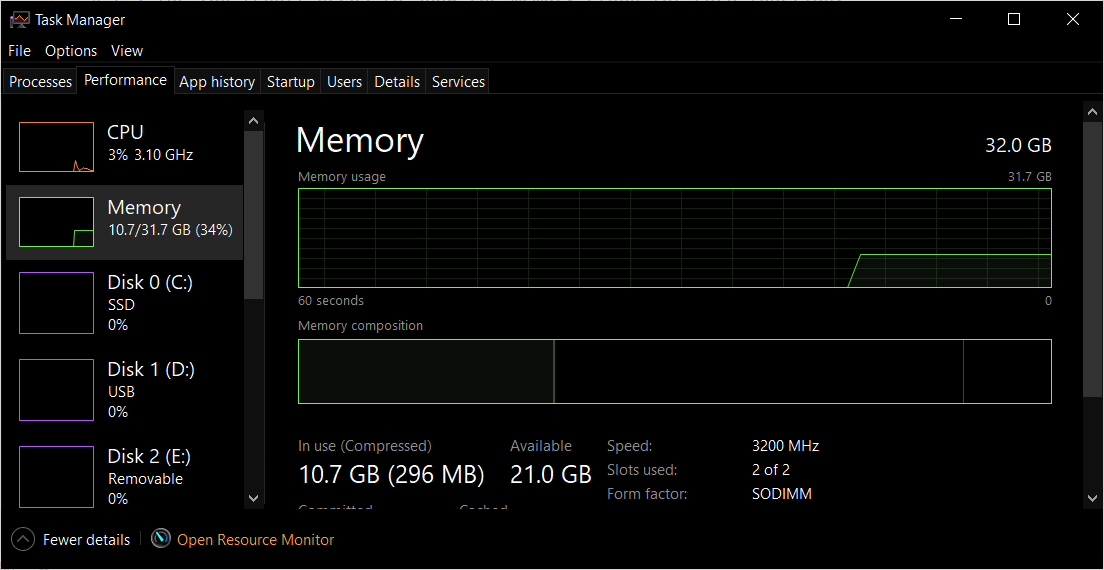 Task Manager
File Options View
Processes Performance App history Startup Users Details Services
CPU
3% 3.10 GHz
Memory
10.7/31.7 GB (34%)
Disk 0 (C:)
SSD
0%
Disk 1 (D:)
USB
0%
Disk 2 (E:)
Removable
0%
Memory 32.0 GB
Memory usage 31.7 GB
60 seconds 0
Memory composition
In use (Compressed) Available
10.7 GB (296 MB) 21.0 GB
Speed: 3200 MHz
Slots used: 2 of 2
Form factor: SODIMM
Committed Cached
Fewer details Open Resource Monitor